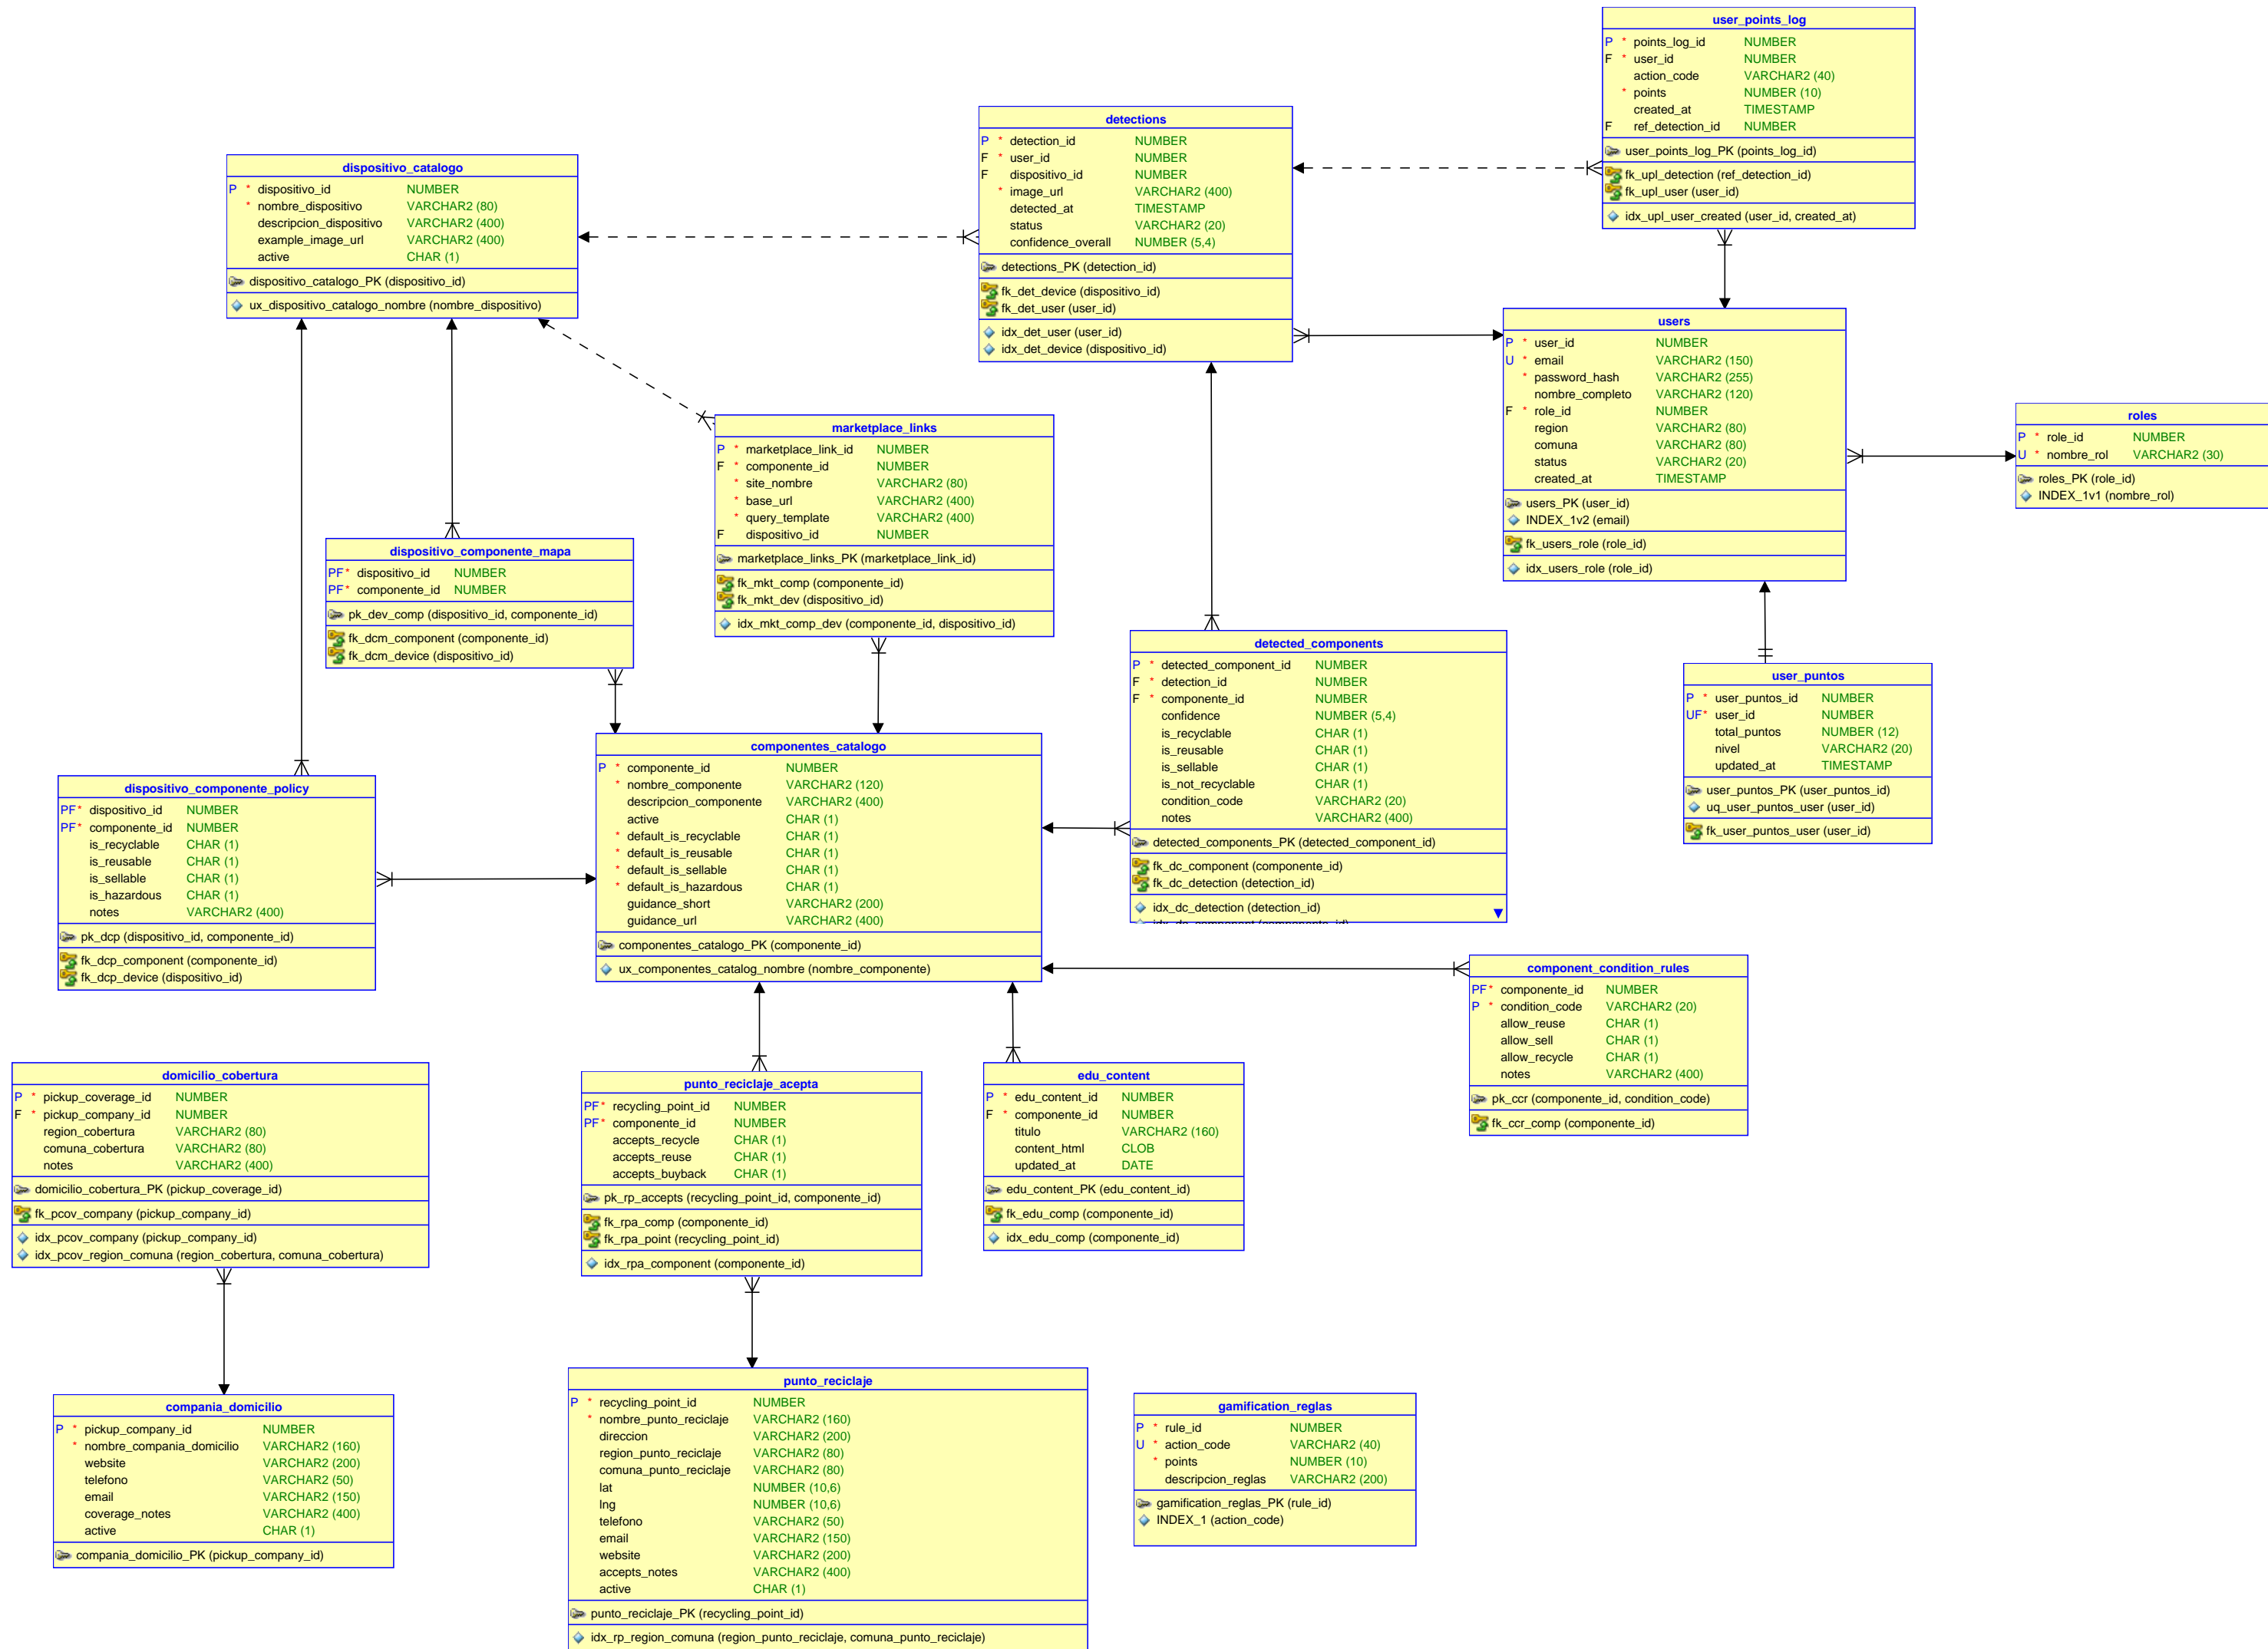 user_points_log
P * points_log_id NUMBER
F * user_id NUMBER
action_code VARCHAR2 (40)
* points NUMBER (10)
created_at TIMESTAMP
F ref_detection_id NUMBER
user_points_log_PK (points_log_id)
fk_upl_detection (ref_detection_id)
fk_upl_user (user_id)
idx_upl_user_created (user_id, created_at)
detections
P * detection_id NUMBER
F * user_id NUMBER
F dispositivo_id NUMBER
* image_url VARCHAR2 (400)
detected_at TIMESTAMP
status VARCHAR2 (20)
confidence_overall NUMBER (5,4)
detections_PK (detection_id)
fk_det_device (dispositivo_id)
fk_det_user (user_id)
idx_det_user (user_id)
idx_det_device (dispositivo_id)
dispositivo_catalogo
P * dispositivo_id NUMBER
* nombre_dispositivo VARCHAR2 (80)
descripcion_dispositivo VARCHAR2 (400)
example_image_url VARCHAR2 (400)
active CHAR (1)
dispositivo_catalogo_PK (dispositivo_id)
ux_dispositivo_catalogo_nombre (nombre_dispositivo)
users
P * user_id NUMBER
U * email VARCHAR2 (150)
* password_hash VARCHAR2 (255)
nombre_completo VARCHAR2 (120)
F * role_id NUMBER
region VARCHAR2 (80)
comuna VARCHAR2 (80)
status VARCHAR2 (20)
created_at TIMESTAMP
users_PK (user_id)
INDEX_1v2 (email)
fk_users_role (role_id)
idx_users_role (role_id)
roles
P * role_id NUMBER
U * nombre_rol VARCHAR2 (30)
roles_PK (role_id)
INDEX_1v1 (nombre_rol)
marketplace_links
P * marketplace_link_id NUMBER
F * componente_id NUMBER
* site_nombre VARCHAR2 (80)
* base_url VARCHAR2 (400)
* query_template VARCHAR2 (400)
F dispositivo_id NUMBER
marketplace_links_PK (marketplace_link_id)
fk_mkt_comp (componente_id)
fk_mkt_dev (dispositivo_id)
idx_mkt_comp_dev (componente_id, dispositivo_id)
dispositivo_componente_mapa
PF* dispositivo_id NUMBER
PF* componente_id NUMBER
pk_dev_comp (dispositivo_id, componente_id)
fk_dcm_component (componente_id)
fk_dcm_device (dispositivo_id)
detected_components
P * detected_component_id NUMBER
F * detection_id NUMBER
F * componente_id NUMBER
confidence NUMBER (5,4)
is_recyclable CHAR (1)
is_reusable CHAR (1)
is_sellable CHAR (1)
is_not_recyclable CHAR (1)
condition_code VARCHAR2 (20)
notes VARCHAR2 (400)
detected_components_PK (detected_component_id)
fk_dc_component (componente_id)
fk_dc_detection (detection_id)
idx_dc_detection (detection_id)
user_puntos
P * user_puntos_id NUMBER
UF* user_id NUMBER
total_puntos NUMBER (12)
nivel VARCHAR2 (20)
updated_at TIMESTAMP
user_puntos_PK (user_puntos_id)
uq_user_puntos_user (user_id)
fk_user_puntos_user (user_id)
componentes_catalogo
P * componente_id NUMBER
* nombre_componente VARCHAR2 (120)
descripcion_componente VARCHAR2 (400)
active CHAR (1)
* default_is_recyclable CHAR (1)
* default_is_reusable CHAR (1)
* default_is_sellable CHAR (1)
* default_is_hazardous CHAR (1)
guidance_short VARCHAR2 (200)
guidance_url VARCHAR2 (400)
componentes_catalogo_PK (componente_id)
ux_componentes_catalog_nombre (nombre_componente)
dispositivo_componente_policy
PF* dispositivo_id NUMBER
PF* componente_id NUMBER
is_recyclable CHAR (1)
is_reusable CHAR (1)
is_sellable CHAR (1)
is_hazardous CHAR (1)
notes VARCHAR2 (400)
pk_dcp (dispositivo_id, componente_id)
fk_dcp_component (componente_id)
fk_dcp_device (dispositivo_id)
component_condition_rules
PF* componente_id NUMBER
P * condition_code VARCHAR2 (20)
allow_reuse CHAR (1)
allow_sell CHAR (1)
allow_recycle CHAR (1)
notes VARCHAR2 (400)
pk_ccr (componente_id, condition_code)
fk_ccr_comp (componente_id)
domicilio_cobertura
P * pickup_coverage_id NUMBER
F * pickup_company_id NUMBER
region_cobertura VARCHAR2 (80)
comuna_cobertura VARCHAR2 (80)
notes VARCHAR2 (400)
domicilio_cobertura_PK (pickup_coverage_id)
fk_pcov_company (pickup_company_id)
idx_pcov_company (pickup_company_id)
idx_pcov_region_comuna (region_cobertura, comuna_cobertura)
punto_reciclaje_acepta
PF* recycling_point_id NUMBER
PF* componente_id NUMBER
accepts_recycle CHAR (1)
accepts_reuse CHAR (1)
accepts_buyback CHAR (1)
pk_rp_accepts (recycling_point_id, componente_id)
fk_rpa_comp (componente_id)
fk_rpa_point (recycling_point_id)
idx_rpa_component (componente_id)
edu_content
P * edu_content_id NUMBER
F * componente_id NUMBER
titulo VARCHAR2 (160)
content_html CLOB
updated_at DATE
edu_content_PK (edu_content_id)
fk_edu_comp (componente_id)
idx_edu_comp (componente_id)
compania_domicilio
P * pickup_company_id NUMBER
* nombre_compania_domicilio VARCHAR2 (160)
website VARCHAR2 (200)
telefono VARCHAR2 (50)
email VARCHAR2 (150)
coverage_notes VARCHAR2 (400)
active CHAR (1)
compania_domicilio_PK (pickup_company_id)
punto_reciclaje
P * recycling_point_id NUMBER
* nombre_punto_reciclaje VARCHAR2 (160)
direccion VARCHAR2 (200)
region_punto_reciclaje VARCHAR2 (80)
comuna_punto_reciclaje VARCHAR2 (80)
lat NUMBER (10,6)
lng NUMBER (10,6)
telefono VARCHAR2 (50)
email VARCHAR2 (150)
website VARCHAR2 (200)
accepts_notes VARCHAR2 (400)
active CHAR (1)
punto_reciclaje_PK (recycling_point_id)
idx_rp_region_comuna (region_punto_reciclaje, comuna_punto_reciclaje)
gamification_reglas
P * rule_id NUMBER
U * action_code VARCHAR2 (40)
* points NUMBER (10)
descripcion_reglas VARCHAR2 (200)
gamification_reglas_PK (rule_id)
INDEX_1 (action_code)